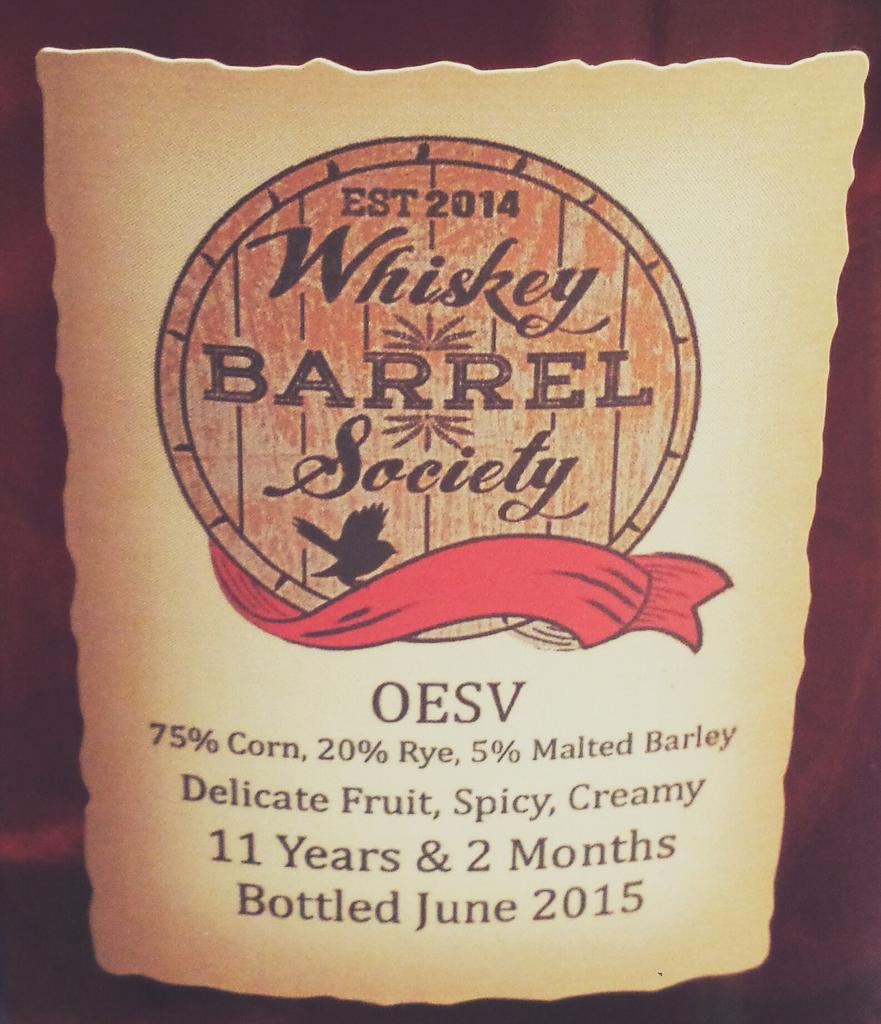 EST 2014
Whiskey
BARREL
Society
OESV
75% Corn, 20% Rye, 5% Malted Barley
Delicate Fruit, Spicy, Creamy
11 Years & 2 Months
Bottled June 2015